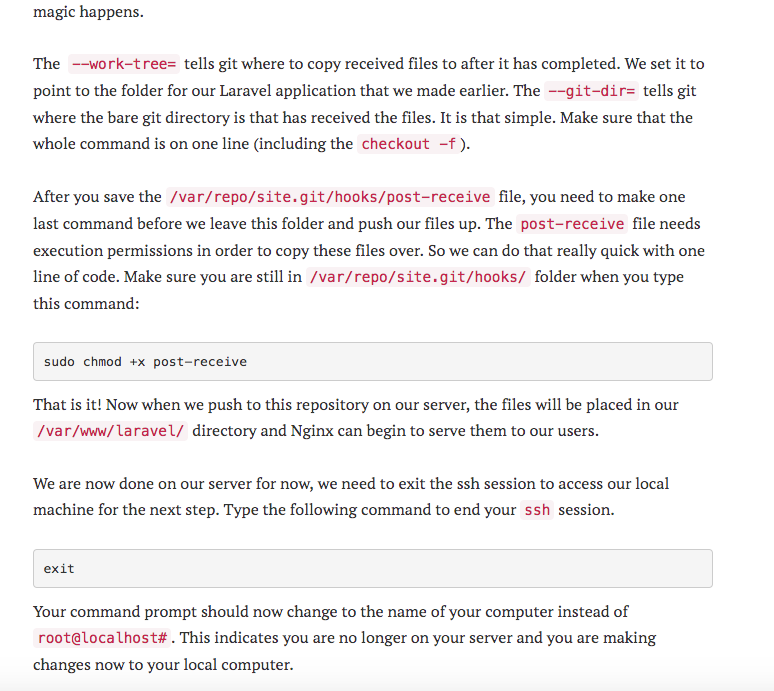 magic happens.
The --work-tree= tells git where to copy received files to after it has completed. We set it to
point to the folder for our Laravel application that we made earlier. The --git-dir= tells git
where the bare git directory is that has received the files. It is that simple. Make sure that the
whole command is on one line (including the checkout -f ).
After you save the /var/repo/site.git/hooks/post-receive file, you need to make one
last command before we leave this folder and push our files up. The post-receive file needs
execution permissions in order to copy these files over. So we can do that really quick with one
line of code. Make sure you are still in /var/repo/site.git/hooks/ folder when you type
this command:
sudo chmod +x post-receive
That is it! Now when we push to this repository on our server, the files will be placed in our
/var/www/laravel/ directory and Nginx can begin to serve them to our users.
We are now done on our server for now, we need to exit the ssh session to access our local
machine for the next step. Type the following command to end your ssh session.
exit
Your command prompt should now change to the name of your computer instead of
root@localhost# . This indicates you are no longer on your server and you are making
changes now to your local computer.